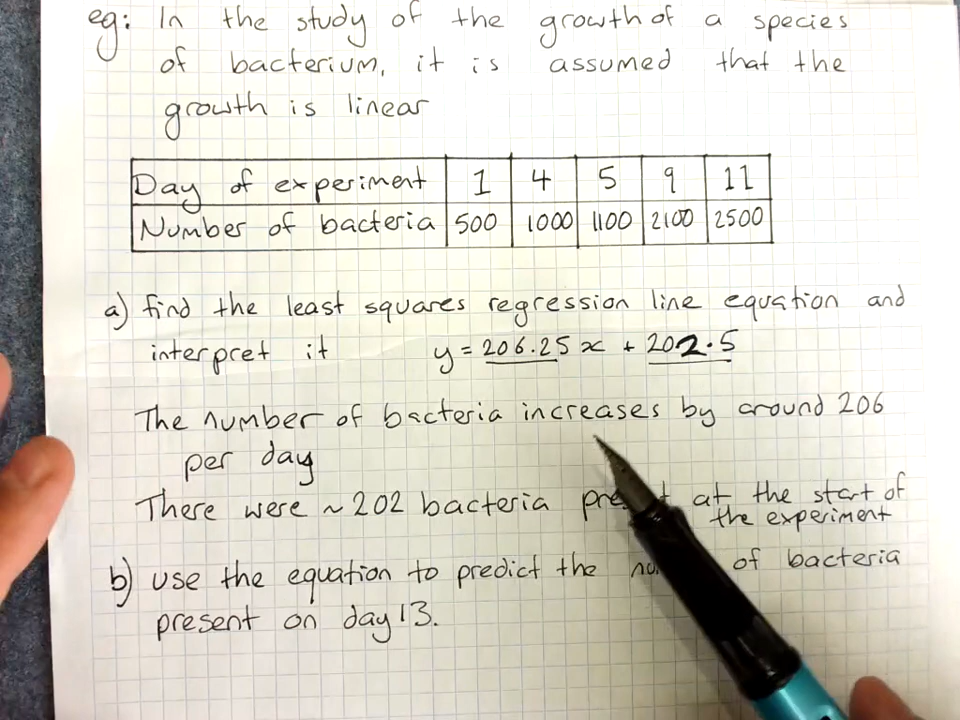 eg: In the study of the growth of a species
of bacterium, it is assumed that the
growth is linear
Day of experiment 1 4 5 9 11
Number of bacteria 500 1000 1100 2100 2500
a) find the least squares regression line equation and
interpret it y = 206.25x + 202.5
The number of bacteria increases by around 206
per day
There were ~202 bacteria at the start of
the experiment
b) use the equation to predict the of bacteria
present on day 13.